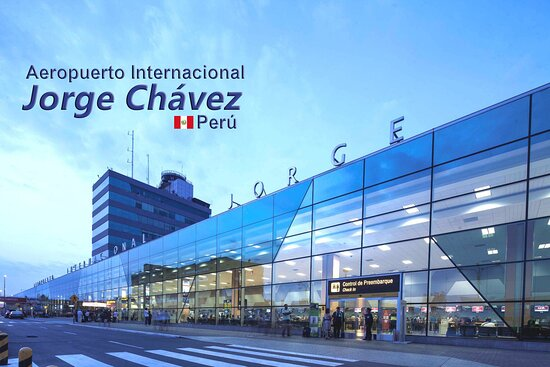 Aeropuerto Internacional
Jorge Chávez
Perú
JORGE
Control de Preembarque
Check in